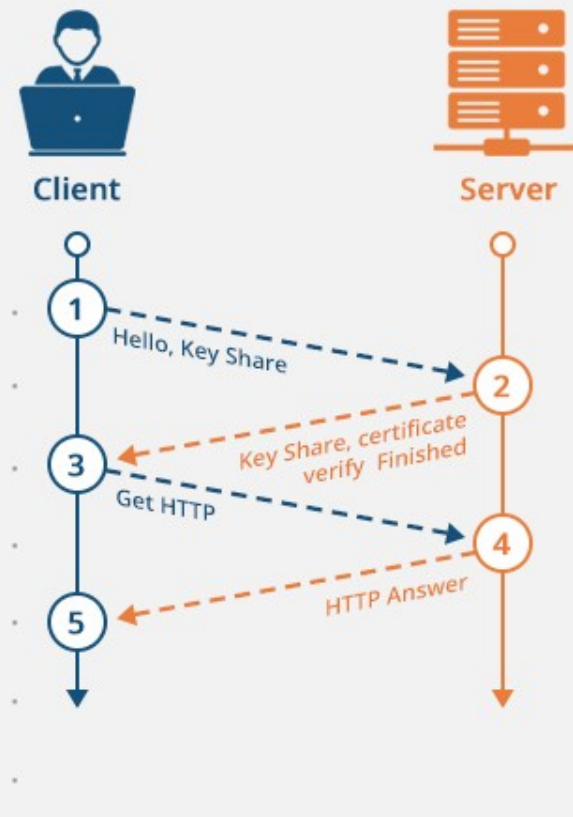 Client
Server
1
Hello, Key Share
2
Key Share, certificate
verify Finished
3
Get HTTP
4
HTTP Answer
5